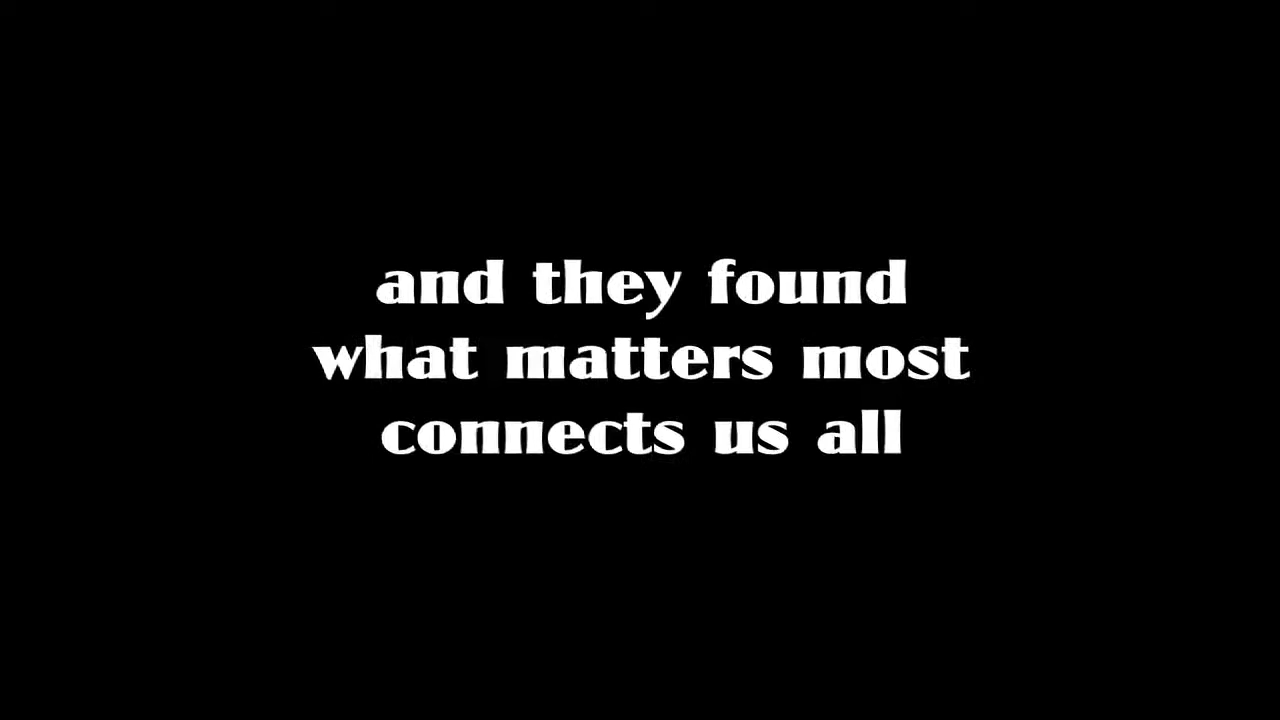 and they found
what matters most
connects us all